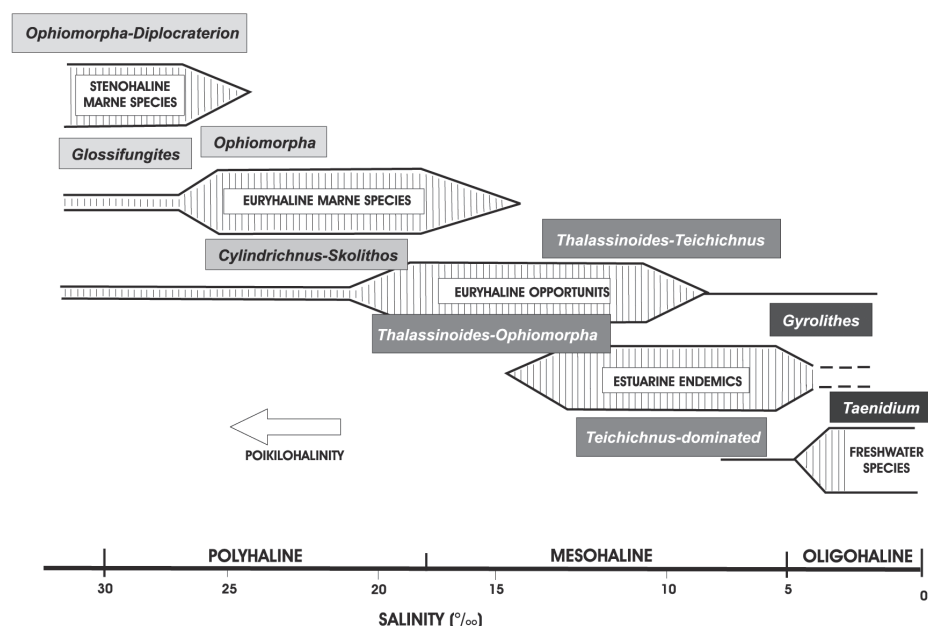 Ophiomorpha-Diplocraterion
STENOHALINE
MARNE SPECIES
Glossifungites
Ophiomorpha
EURYHALINE MARNE SPECIES
Cylindrichnus-Skolithos
Thalassinoides-Teichichnus
EURYHALINE OPPORTUNITS
Gyrolithes
Thalassinoides-Ophiomorpha
ESTUARINE ENDEMICS
Taenidium
POIKILOHALINITY
Teichichnus-dominated
FRESHWATER
SPECIES
POLYHALINE MESOHALINE OLIGOHALINE
30 25 20 15 10 5 0
SALINITY (°/∞)